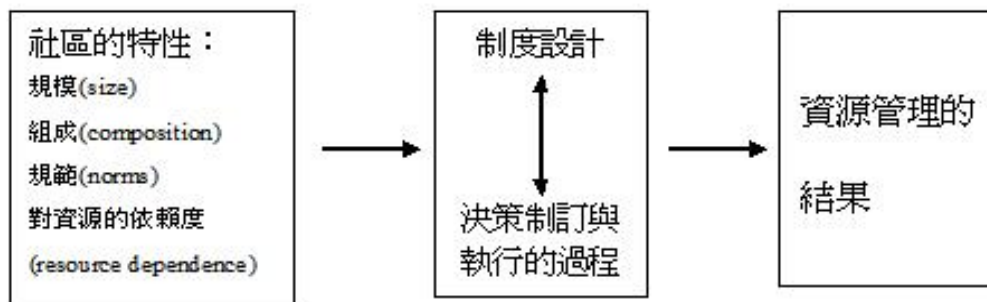 社區的特性：
規模(size)
組成(composition)
規範(norms)
對資源的依賴度
(resource dependence)
制度設計
決策制訂與
執行的過程
資源管理的
結果